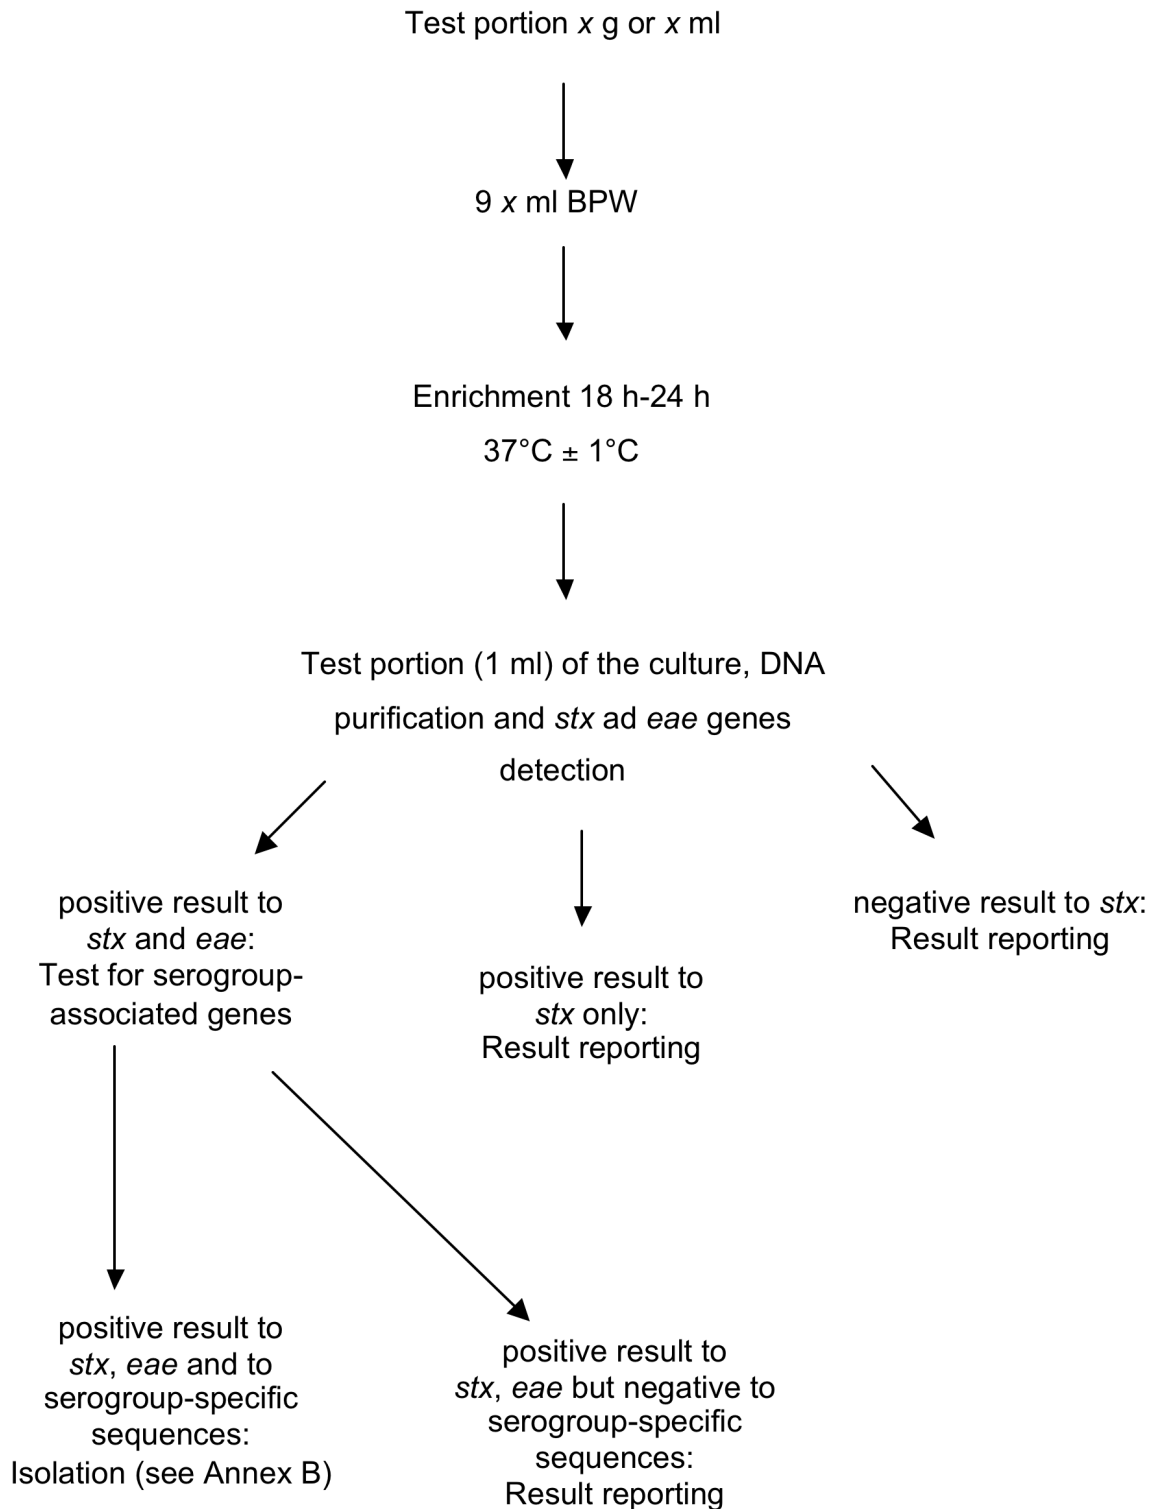 Test portion x g or x ml
9 x ml BPW
Enrichment 18 h-24 h
37°C ± 1°C
Test portion (1 ml) of the culture, DNA
purification and stx ad eae genes
detection
positive result to
stx and eae:
Test for serogroup-
associated genes
positive result to
stx only:
Result reporting
negative result to stx:
Result reporting
positive result to
stx, eae and to
serogroup-specific
sequences:
Isolation (see Annex B)
positive result to
stx, eae but negative to
serogroup-specific
sequences:
Result reporting